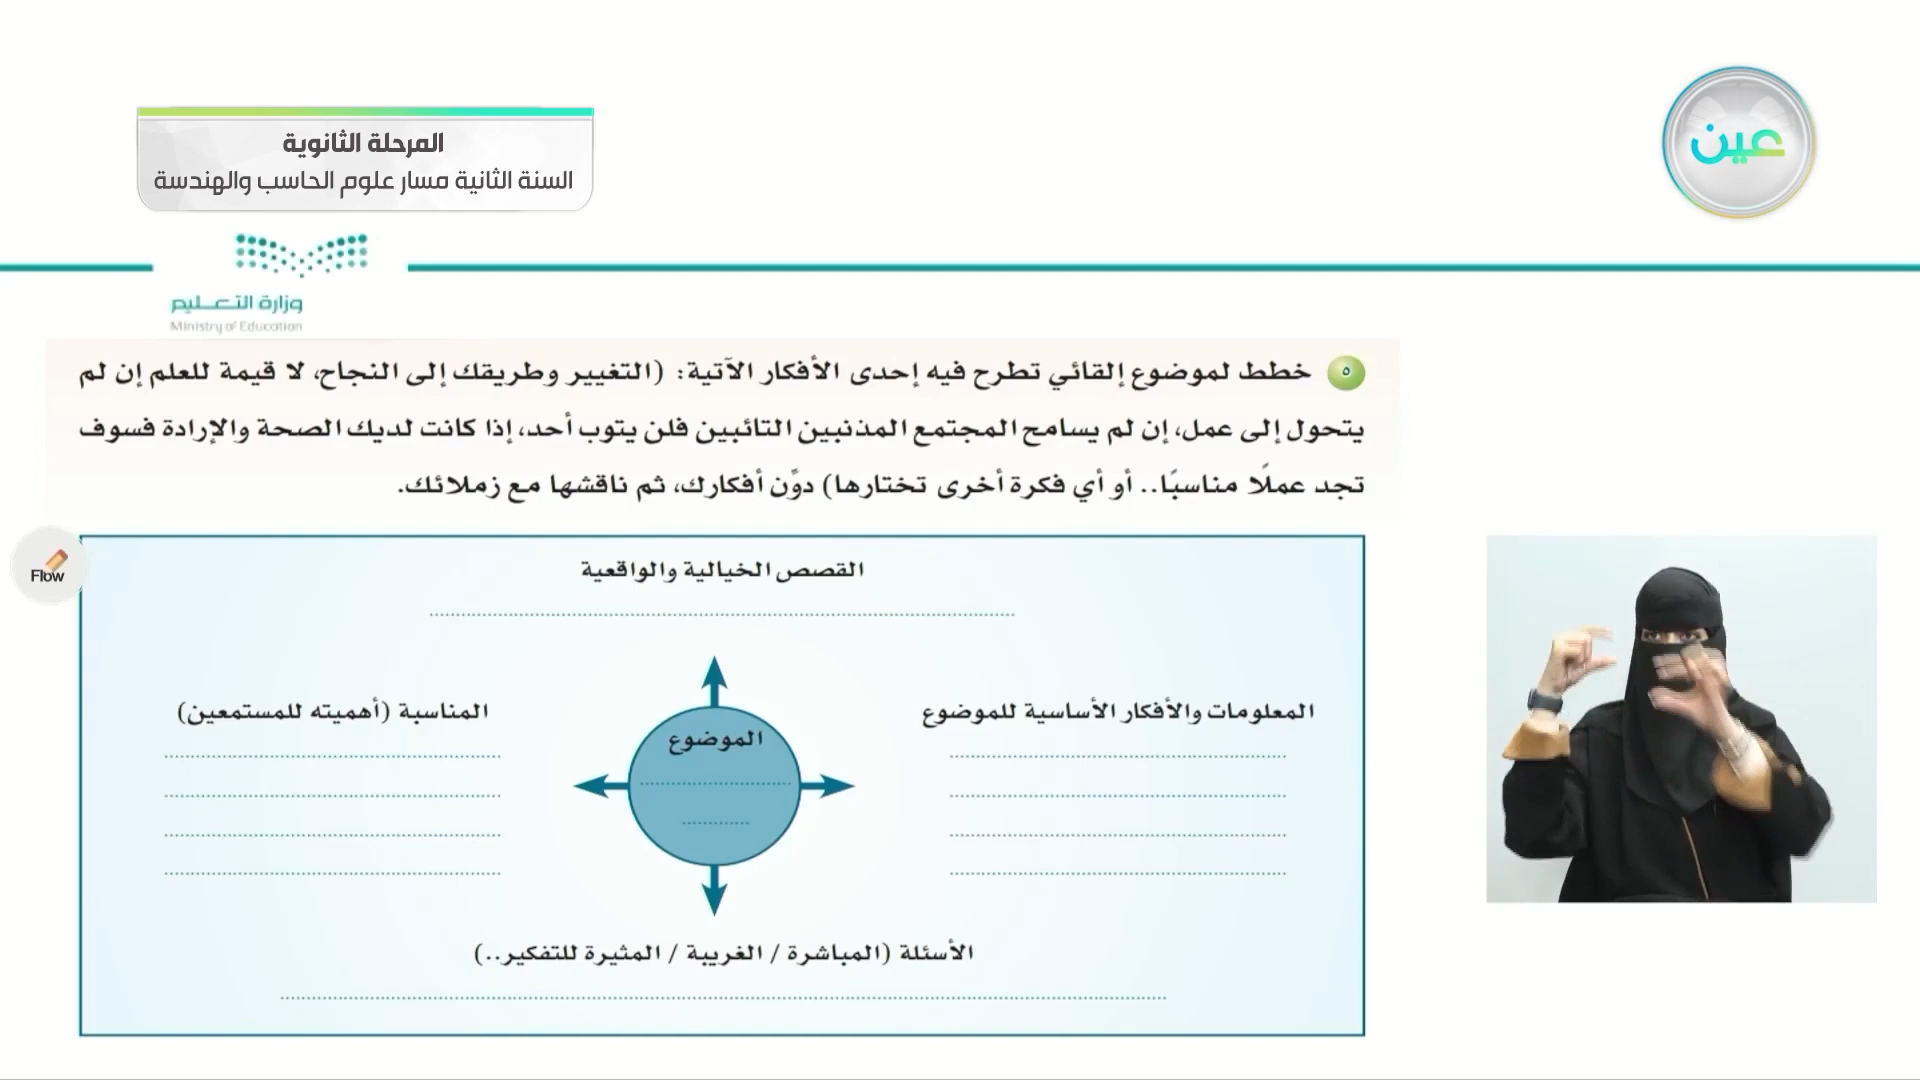 المرحلة الثانوية
السنة الثانية مسار علوم الحاسب والهندسة
عين
وزارة التعليم
Ministry of Education
٥ خطط لموضوع إلقائي تطرح فيه إحدى الأفكار الآتية: (التغيير وطريقك إلى النجاح، لا قيمة للعلم إن لم
يتحول إلى عمل، إن لم يسامح المجتمع المذنبين التائبين فلن يتوب أحد، إذا كانت لديك الصحة والإرادة فسوف
تجد عملًا مناسبًا.. أو أي فكرة أخرى تختارها) دوِّن أفكارك، ثم ناقشها مع زملائك.
Flow
القصص الخيالية والواقعية
المعلومات والأفكار الأساسية للموضوع
الموضوع
المناسبة (أهميته للمستمعين)
الأسئلة (المباشرة / الغريبة / المثيرة للتفكير..)